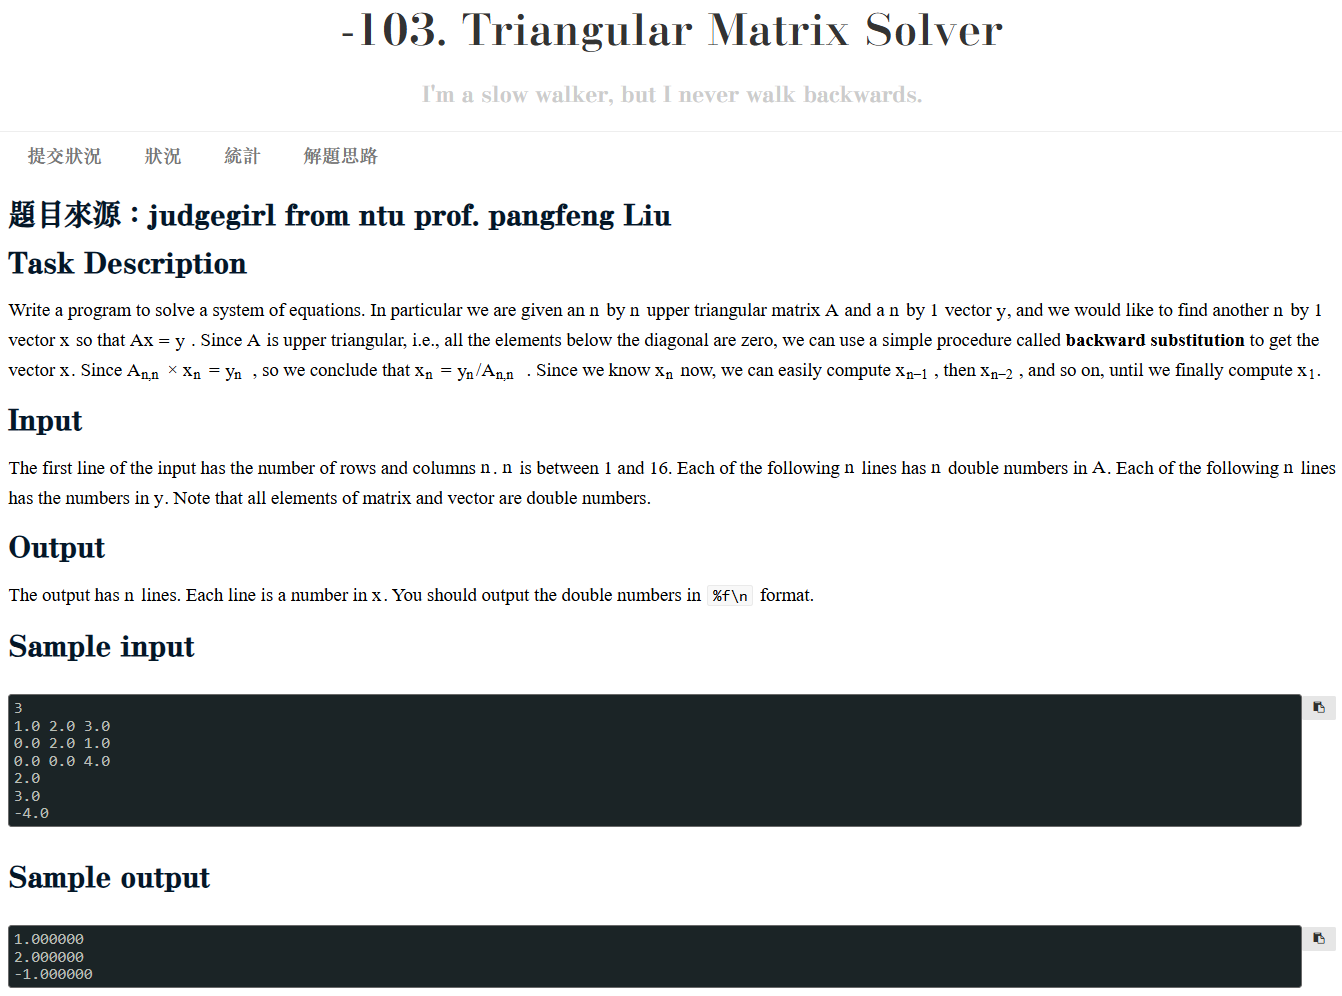 -103. Triangular Matrix Solver
I'm a slow walker, but I never walk backwards.
提交狀況 狀況 統計 解題思路
題目來源：judgegirl from ntu prof. pangfeng Liu
Task Description
Write a program to solve a system of equations. In particular we are given an n by n upper triangular matrix A and a n by 1 vector y, and we would like to find another n by 1
vector x so that Ax = y . Since A is upper triangular, i.e., all the elements below the diagonal are zero, we can use a simple procedure called backward substitution to get the
vector x. Since Aₙ,ₙ × xₙ = yₙ , so we conclude that xₙ = yₙ/Aₙ,ₙ . Since we know xₙ now, we can easily compute xₙ₋₁ , then xₙ₋₂ , and so on, until we finally compute x₁.
Input
The first line of the input has the number of rows and columns n. n is between 1 and 16. Each of the following n lines has n double numbers in A. Each of the following n lines
has the numbers in y. Note that all elements of matrix and vector are double numbers.
Output
The output has n lines. Each line is a number in x. You should output the double numbers in %f\n format.
Sample input
3
1.0 2.0 3.0
0.0 2.0 1.0
0.0 0.0 4.0
2.0
3.0
-4.0
Sample output
1.000000
2.000000
-1.000000